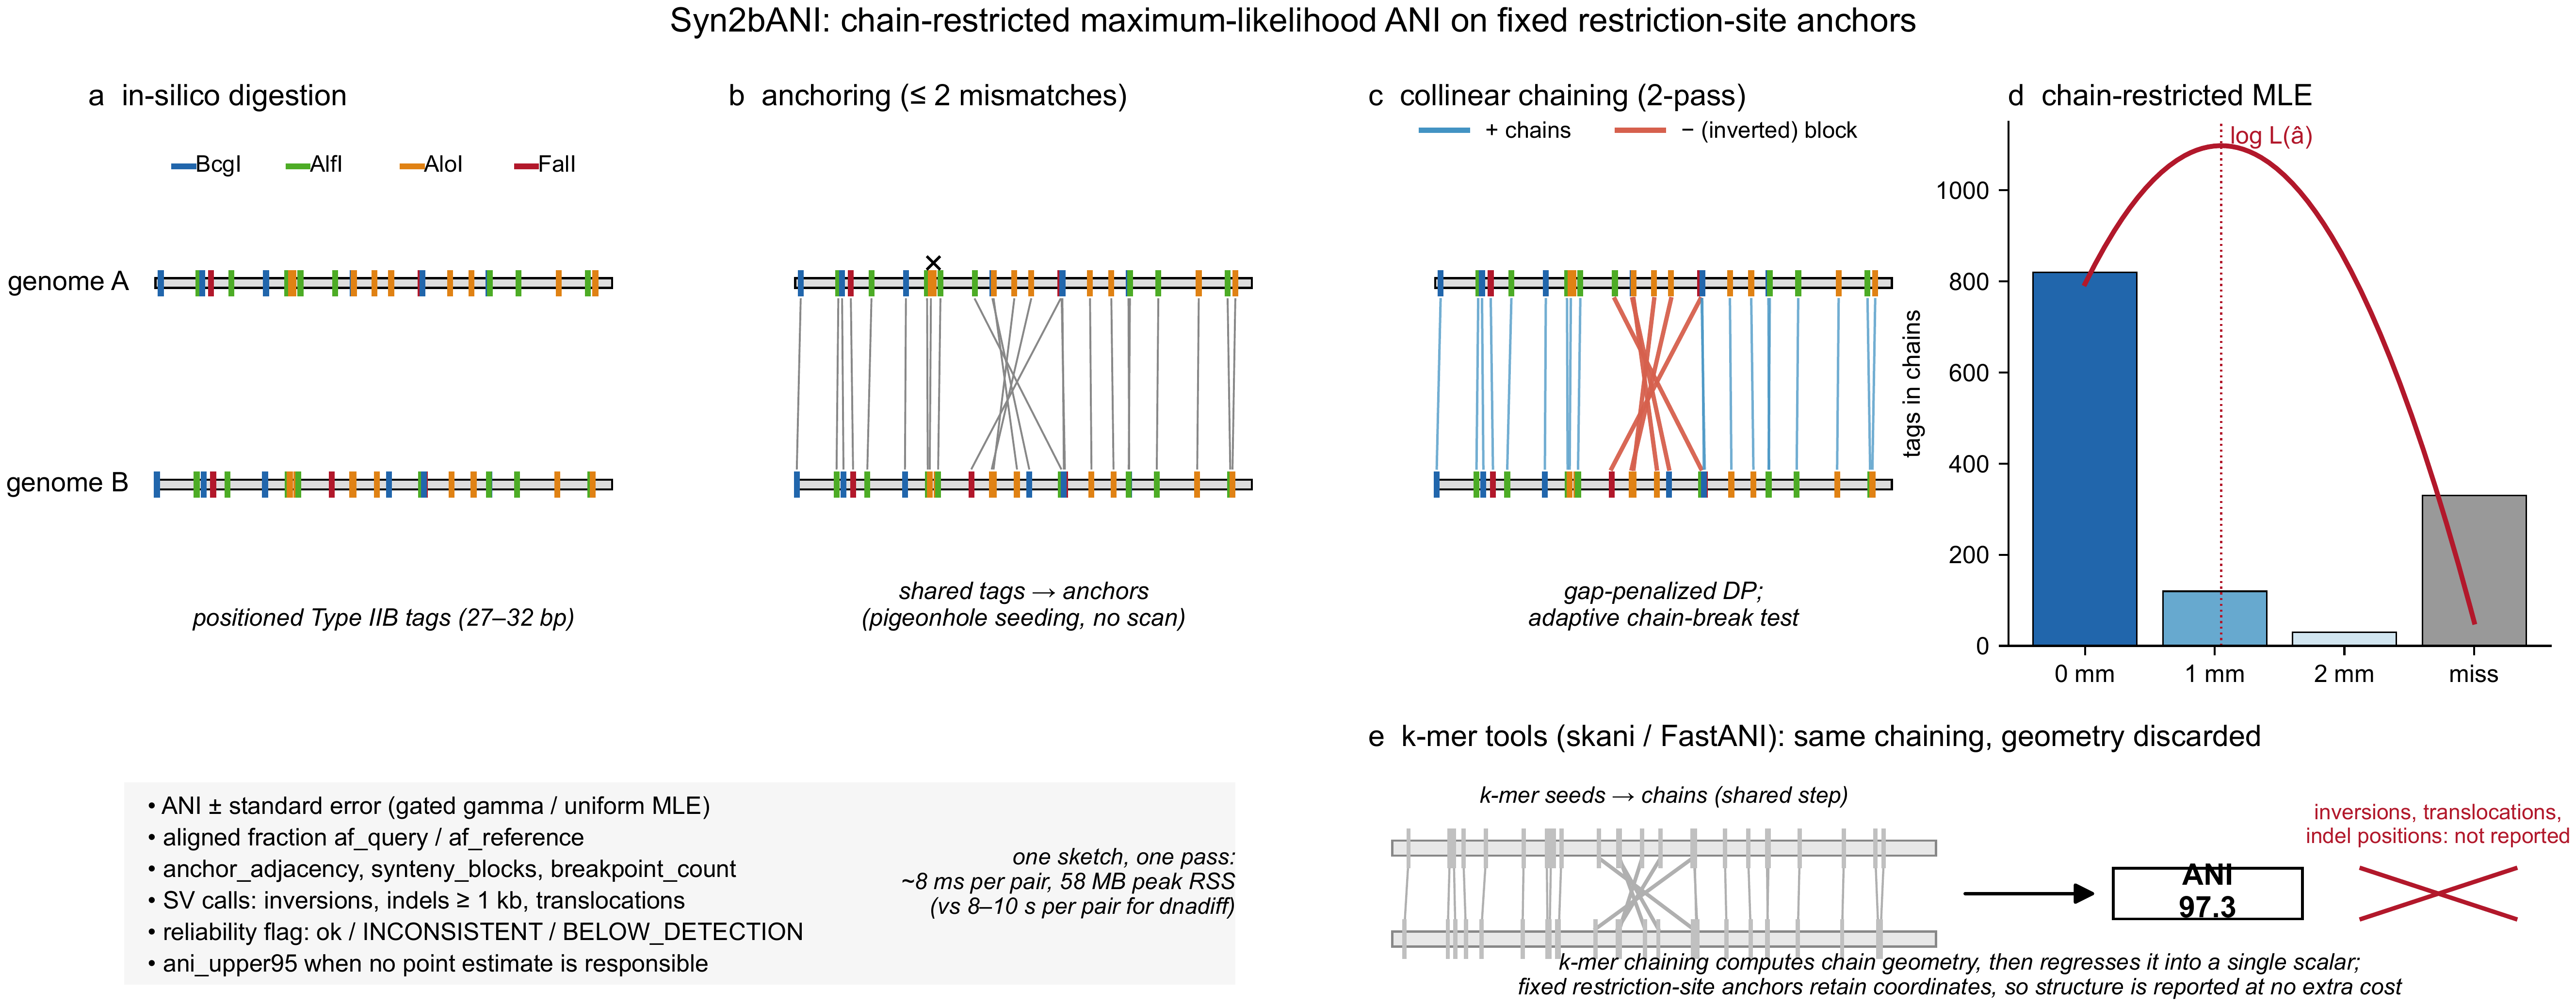 Syn2bANI: chain-restricted maximum-likelihood ANI on fixed restriction-site anchors
a in-silico digestion
BcgI
AlfI
AloI
FalI
genome A
genome B
positioned Type IIB tags (27–32 bp)
b anchoring (≤ 2 mismatches)
×
shared tags → anchors
(pigeonhole seeding, no scan)
c collinear chaining (2-pass)
+ chains
− (inverted) block
gap-penalized DP;
adaptive chain-break test
d chain-restricted MLE
log L(â)
tags in chains
1000
800
600
400
200
0
0 mm
1 mm
2 mm
miss
• ANI ± standard error (gated gamma / uniform MLE)
• aligned fraction af_query / af_reference
• anchor_adjacency, synteny_blocks, breakpoint_count
• SV calls: inversions, indels ≥ 1 kb, translocations
• reliability flag: ok / INCONSISTENT / BELOW_DETECTION
• ani_upper95 when no point estimate is responsible
one sketch, one pass:
~8 ms per pair, 58 MB peak RSS
(vs 8–10 s per pair for dnadiff)
e k-mer tools (skani / FastANI): same chaining, geometry discarded
k-mer seeds → chains (shared step)
ANI
97.3
inversions, translocations,
indel positions: not reported
k-mer chaining computes chain geometry, then regresses it into a single scalar;
fixed restriction-site anchors retain coordinates, so structure is reported at no extra cost